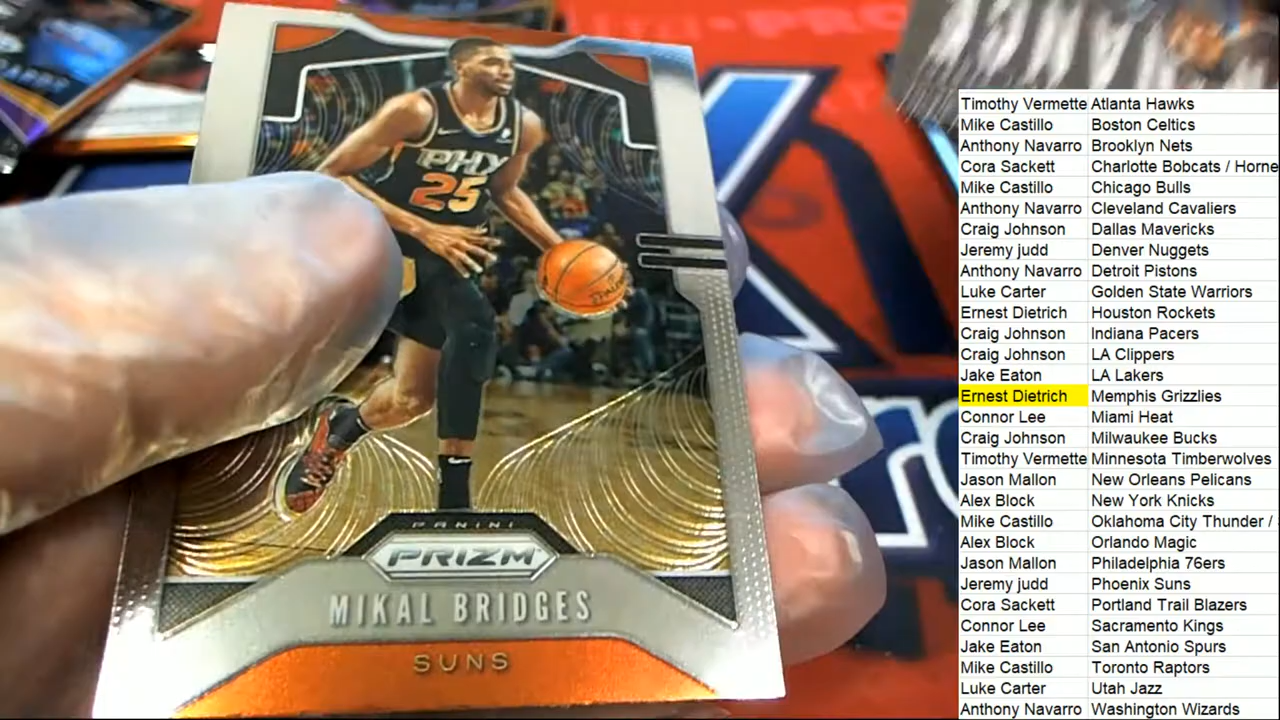 PHX
25
PANINI
PRIZM
MIKAL BRIDGES
SUNS
Timothy Vermette Atlanta Hawks
Mike Castillo Boston Celtics
Anthony Navarro Brooklyn Nets
Cora Sackett Charlotte Bobcats / Horne
Mike Castillo Chicago Bulls
Anthony Navarro Cleveland Cavaliers
Craig Johnson Dallas Mavericks
Jeremy judd Denver Nuggets
Anthony Navarro Detroit Pistons
Luke Carter Golden State Warriors
Ernest Dietrich Houston Rockets
Craig Johnson Indiana Pacers
Craig Johnson LA Clippers
Jake Eaton LA Lakers
Ernest Dietrich Memphis Grizzlies
Connor Lee Miami Heat
Craig Johnson Milwaukee Bucks
Timothy Vermette Minnesota Timberwolves
Jason Mallon New Orleans Pelicans
Alex Block New York Knicks
Mike Castillo Oklahoma City Thunder /
Alex Block Orlando Magic
Jason Mallon Philadelphia 76ers
Jeremy judd Phoenix Suns
Cora Sackett Portland Trail Blazers
Connor Lee Sacramento Kings
Jake Eaton San Antonio Spurs
Mike Castillo Toronto Raptors
Luke Carter Utah Jazz
Anthony Navarro Washington Wizards